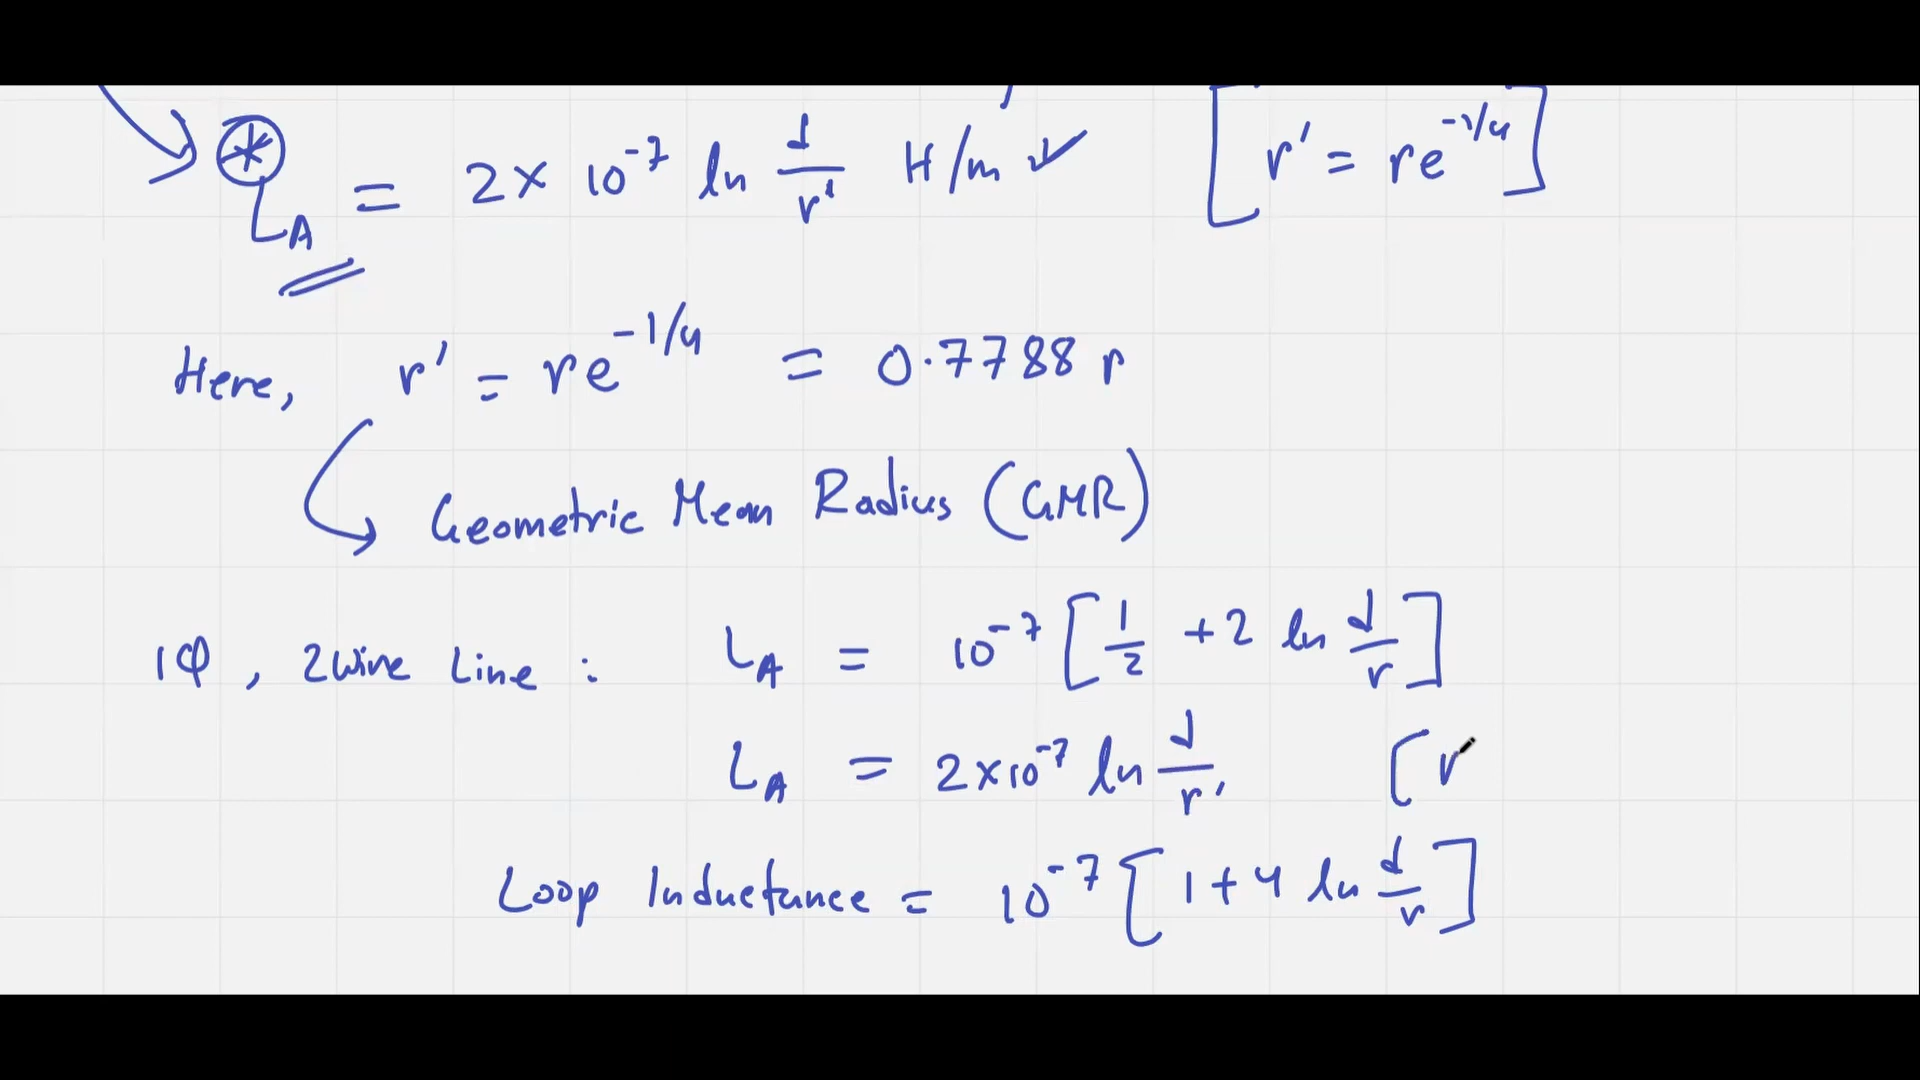 L_A = 2 × 10^-7 ln d/r' H/m ✓ [r' = re^-1/4]
Here, r' = re^-1/4 = 0.7788 r
Geometric Mean Radius (GMR)
1φ, 2 wire Line : L_A = 10^-7 [1/2 + 2 ln d/r]
L_A = 2×10^-7 ln d/r' [r
Loop Inductance = 10^-7 [1 + 4 ln d/r]